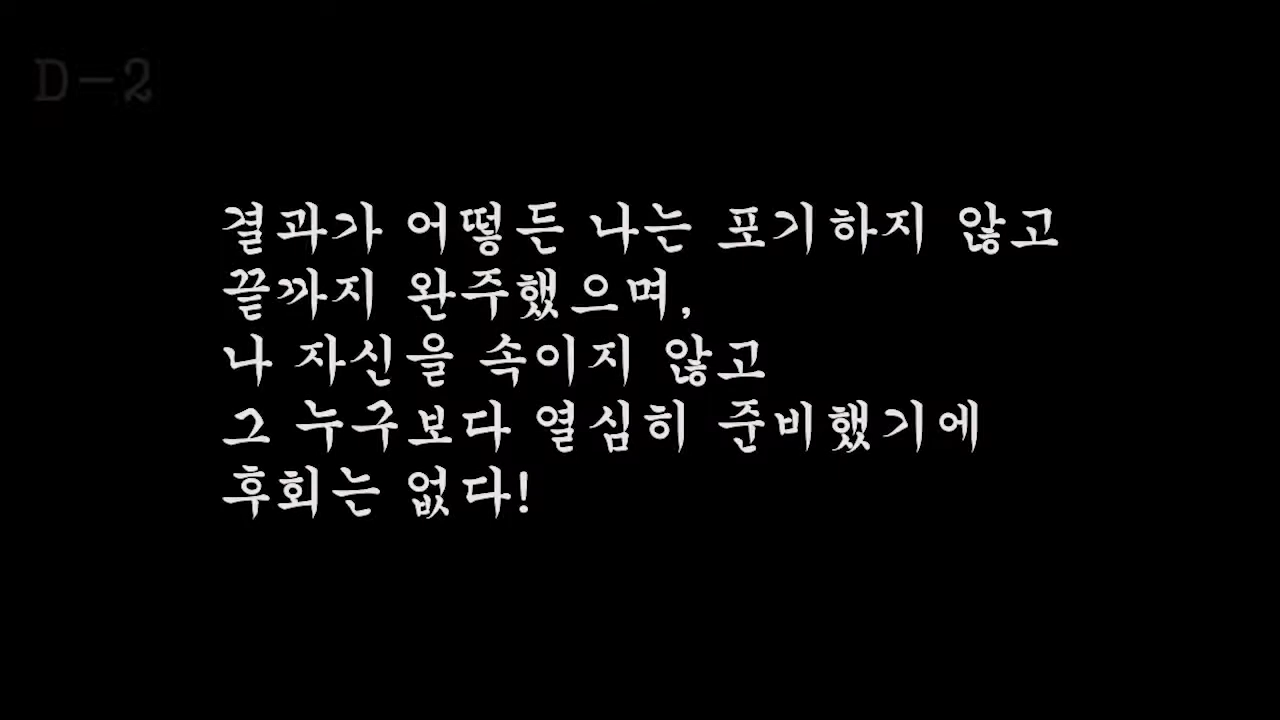 D-2
결과가 어떻든 나는 포기하지 않고
끝까지 완주했으며,
나 자신을 속이지 않고
그 누구보다 열심히 준비했기에
후회는 없다!